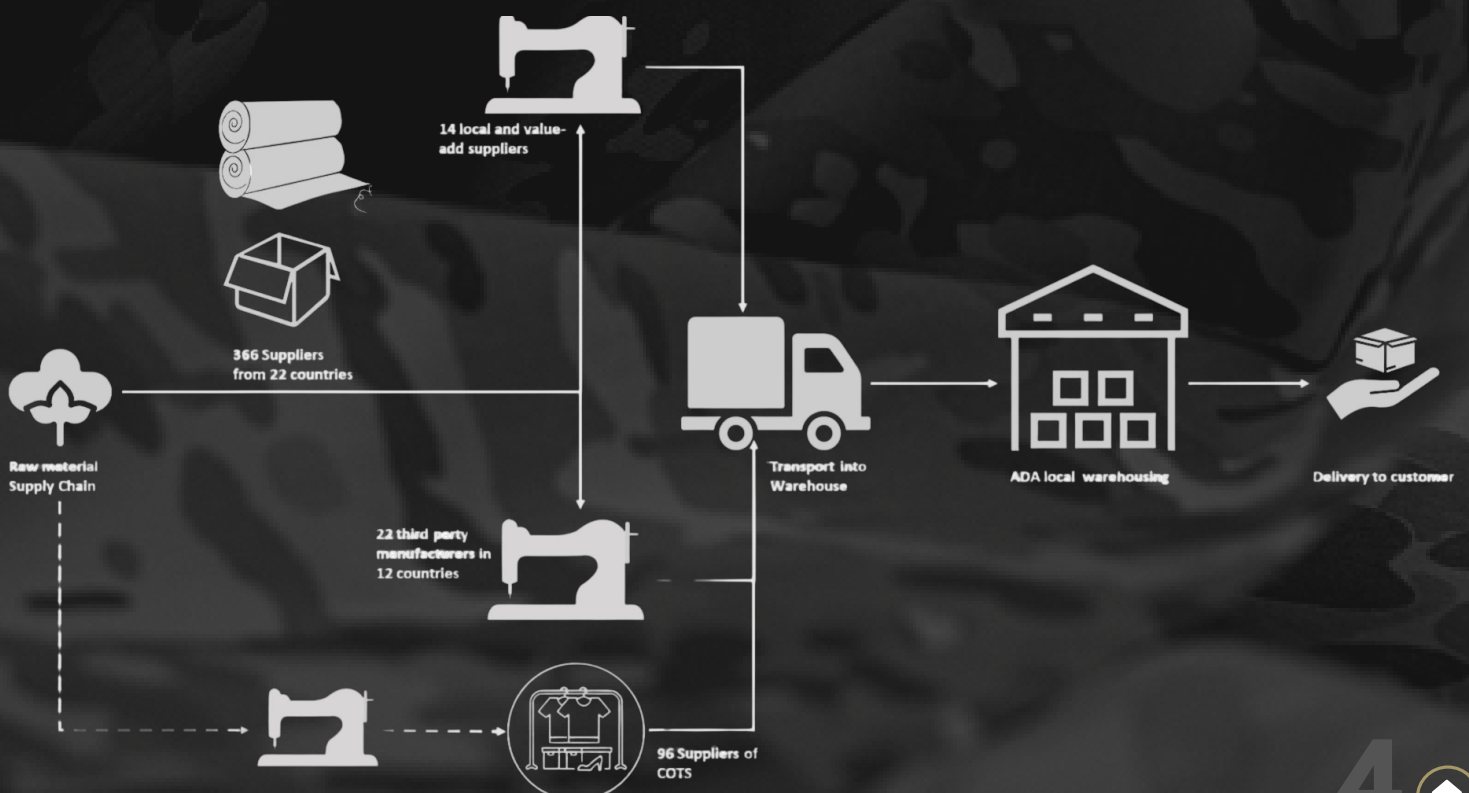 14 local and value-
add suppliers
366 Suppliers
from 22 countries
Raw material
Supply Chain
Transport into
Warehouse
ADA local warehousing
Delivery to customer
22 third party
manufacturers in
12 countries
96 Suppliers of
COTS
4